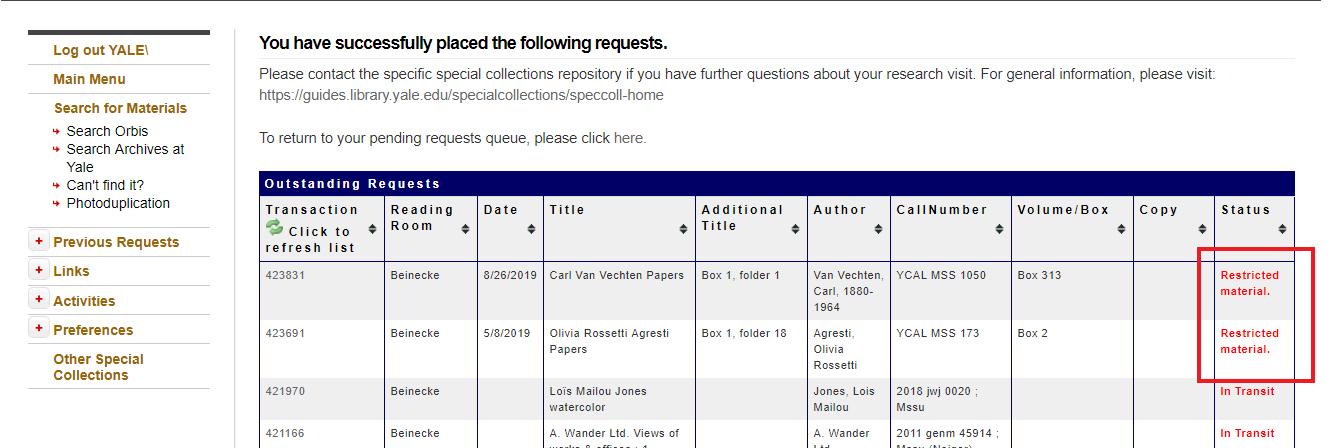 Log out YALE\
Main Menu
Search for Materials
Search Orbis
Search Archives at
Yale
Can't find it?
Photoduplication
Previous Requests
Links
Activities
Preferences
Other Special
Collections
You have successfully placed the following requests.
Please contact the specific special collections repository if you have further questions about your research visit. For general information, please visit:
https://guides.library.yale.edu/specialcollections/speccoll-home
To return to your pending requests queue, please click here.
Outstanding Requests
Transaction
Click to
refresh list
Reading
Room
Date
Title
Additional
Title
Author
CallNumber
Volume/Box
Copy
Status
423831
Beinecke
8/26/2019
Carl Van Vechten Papers
Box 1, folder 1
Van Vechten,
Carl, 1880-
1964
YCAL MSS 1050
Box 313
Restricted
material.
423691
Beinecke
5/8/2019
Olivia Rossetti Agresti
Papers
Box 1, folder 18
Agresti,
Olivia
Rossetti
YCAL MSS 173
Box 2
Restricted
material.
421970
Beinecke
Loïs Mailou Jones
watercolor
Jones, Lois
Mailou
2018 jwj 0020 ;
Mssu
In Transit
421166
Beinecke
A. Wander Ltd. Views of
A. Wander
2011 genm 45914 ;
In Transit